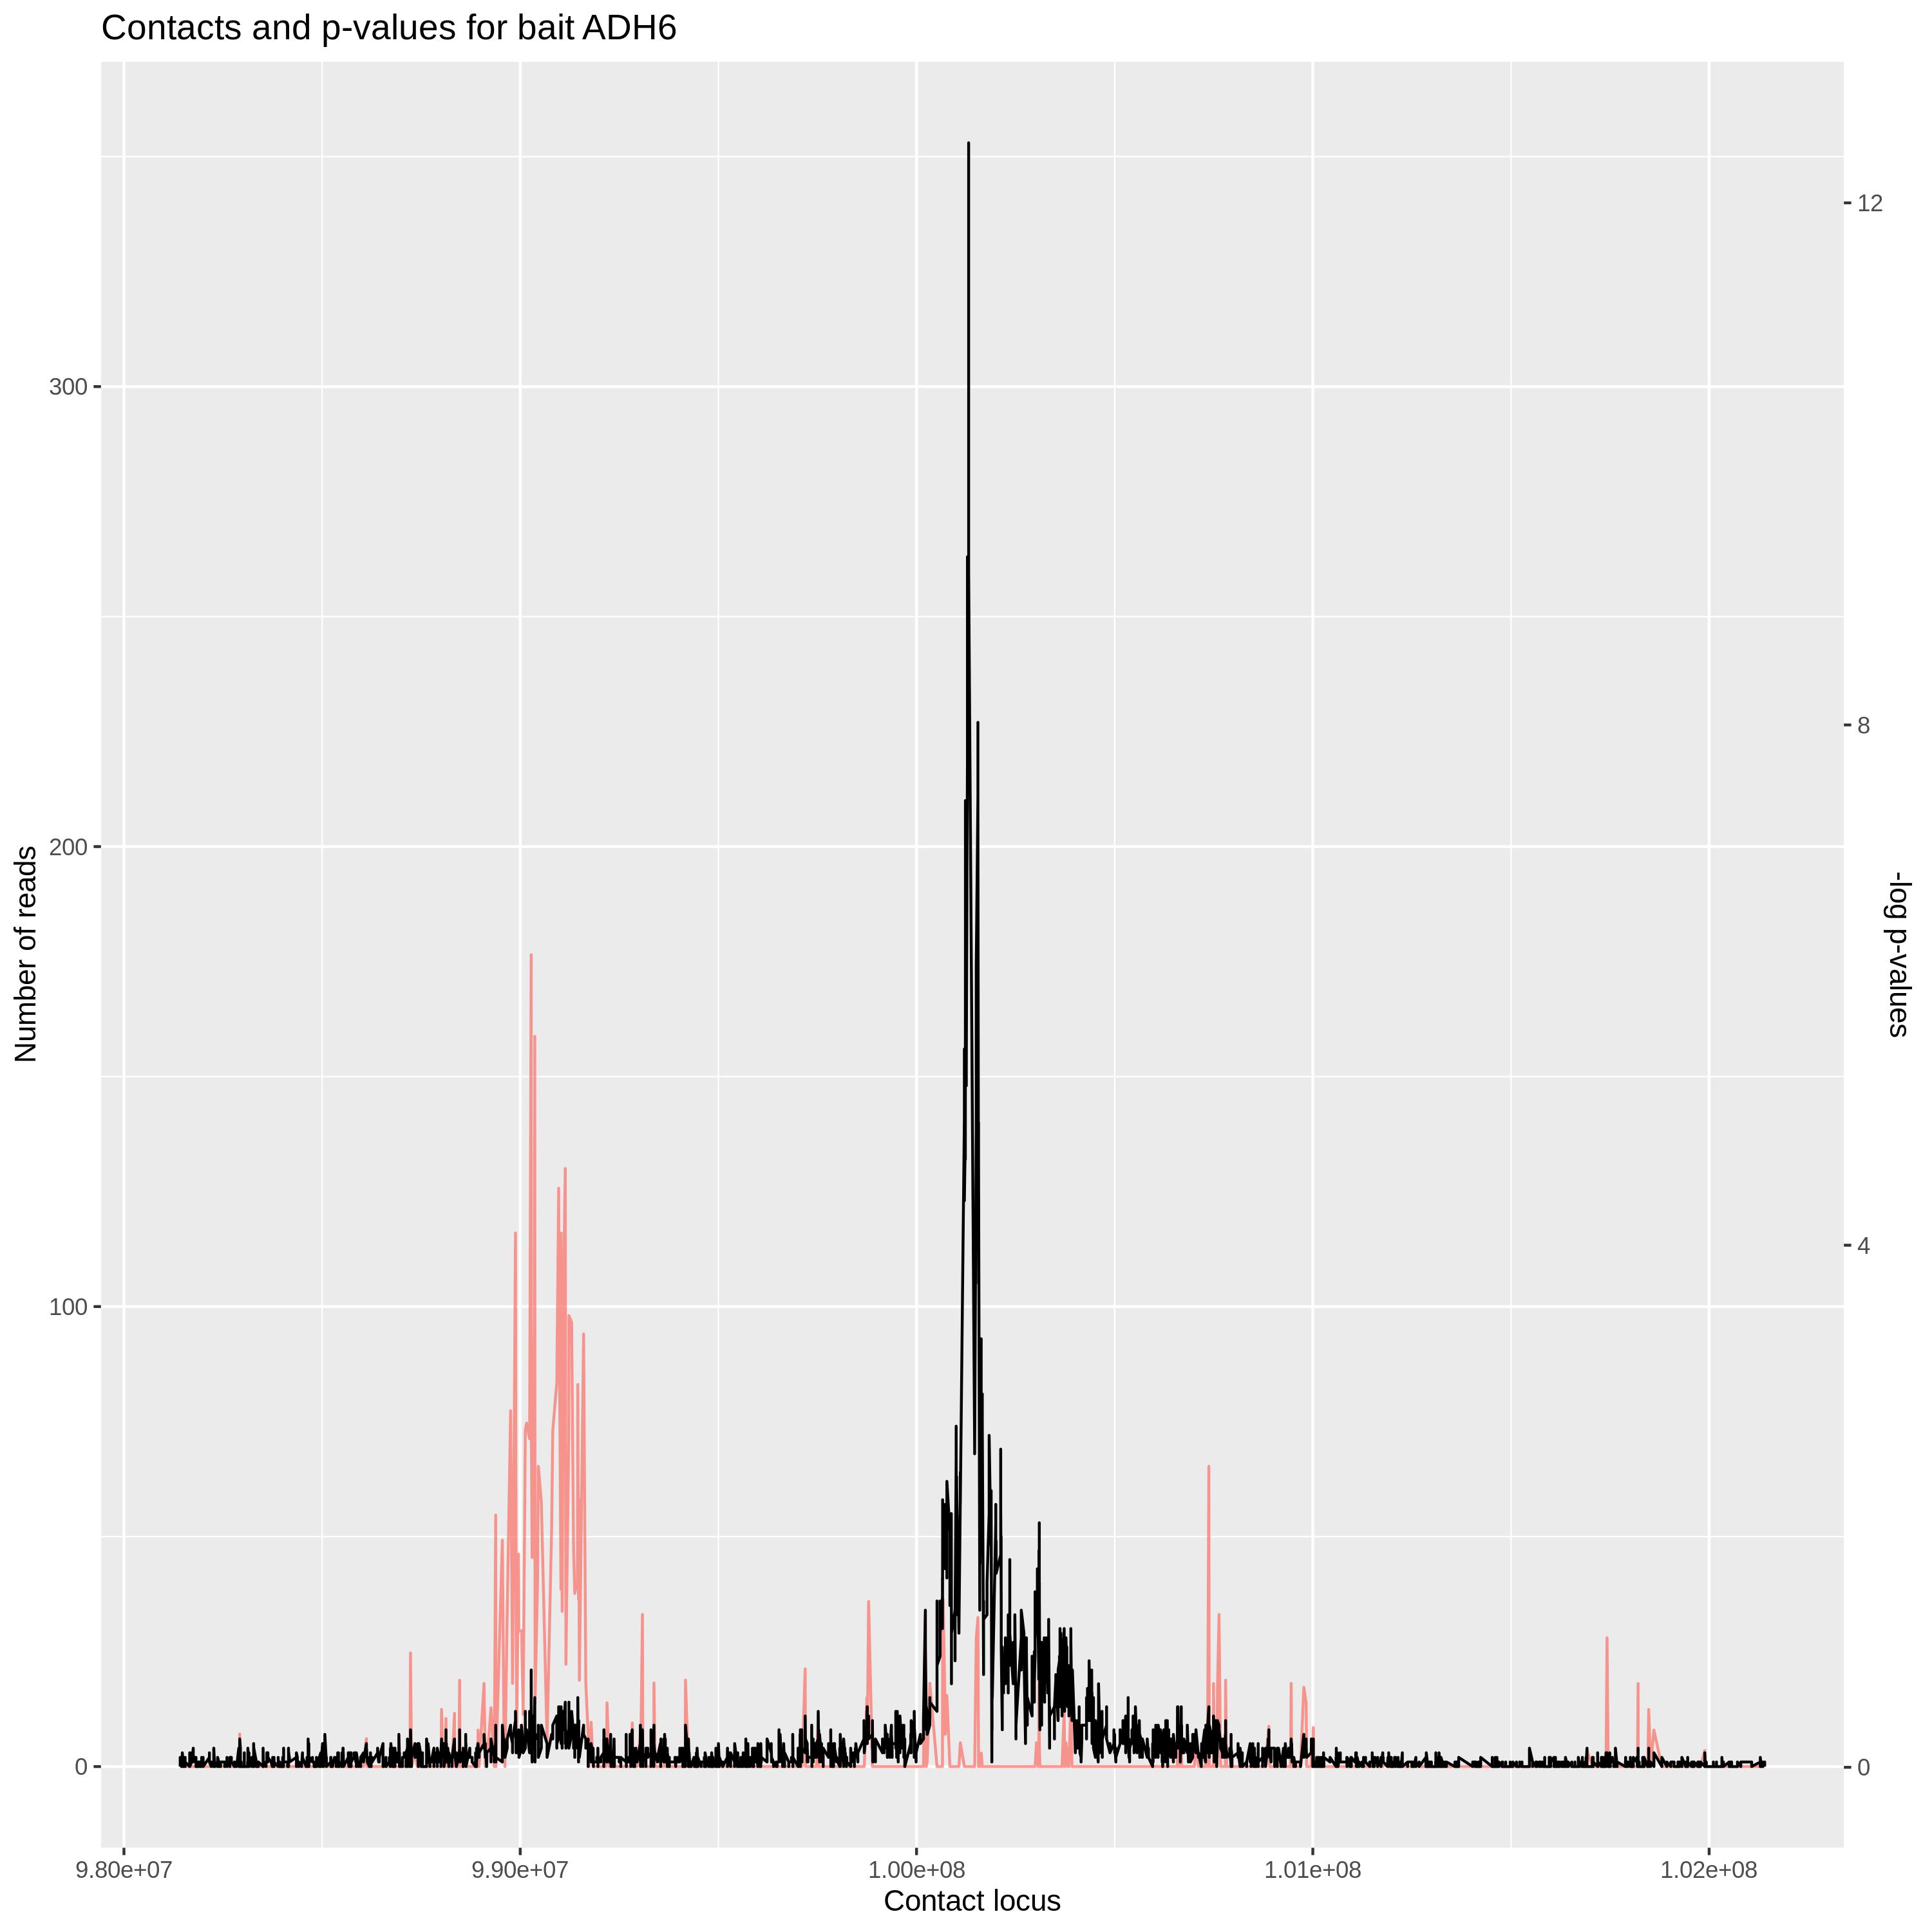 Contacts and p-values for bait ADH6
Number of reads
300
200
100
0
12
8
4
0
-log p-values
9.80e+07
9.90e+07
1.00e+08
1.01e+08
1.02e+08
Contact locus